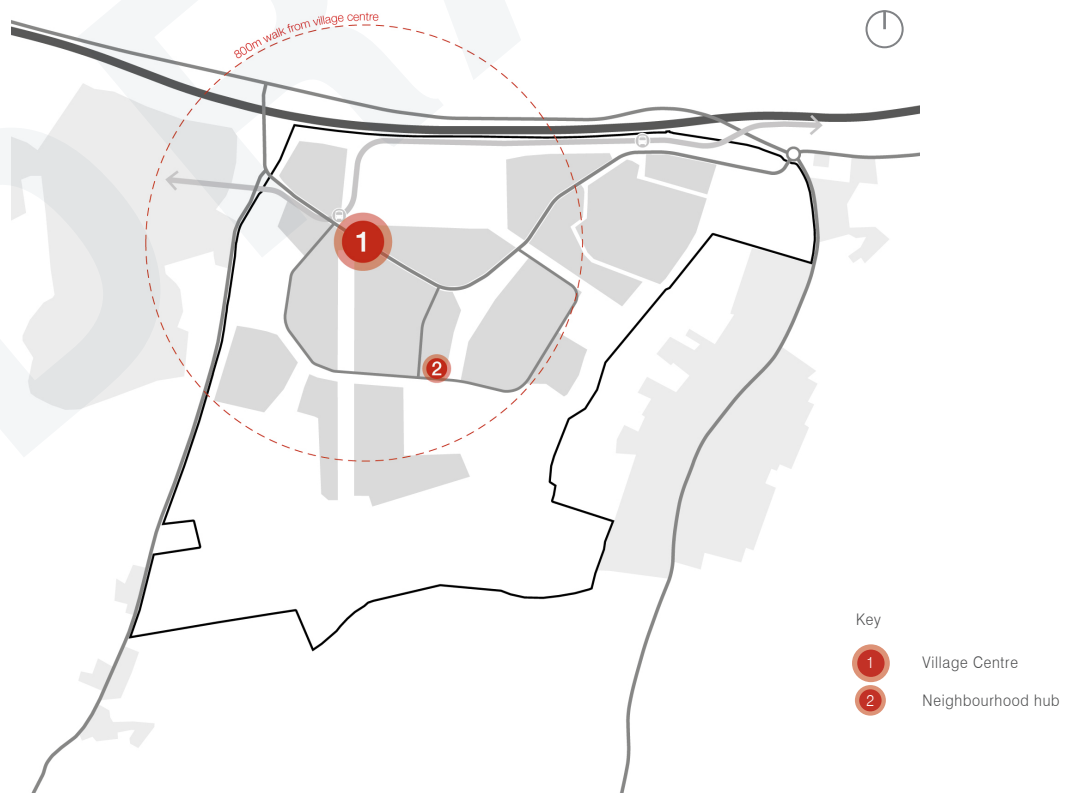 800m walk from village centre
1
2
Key
1 Village Centre
2 Neighbourhood hub